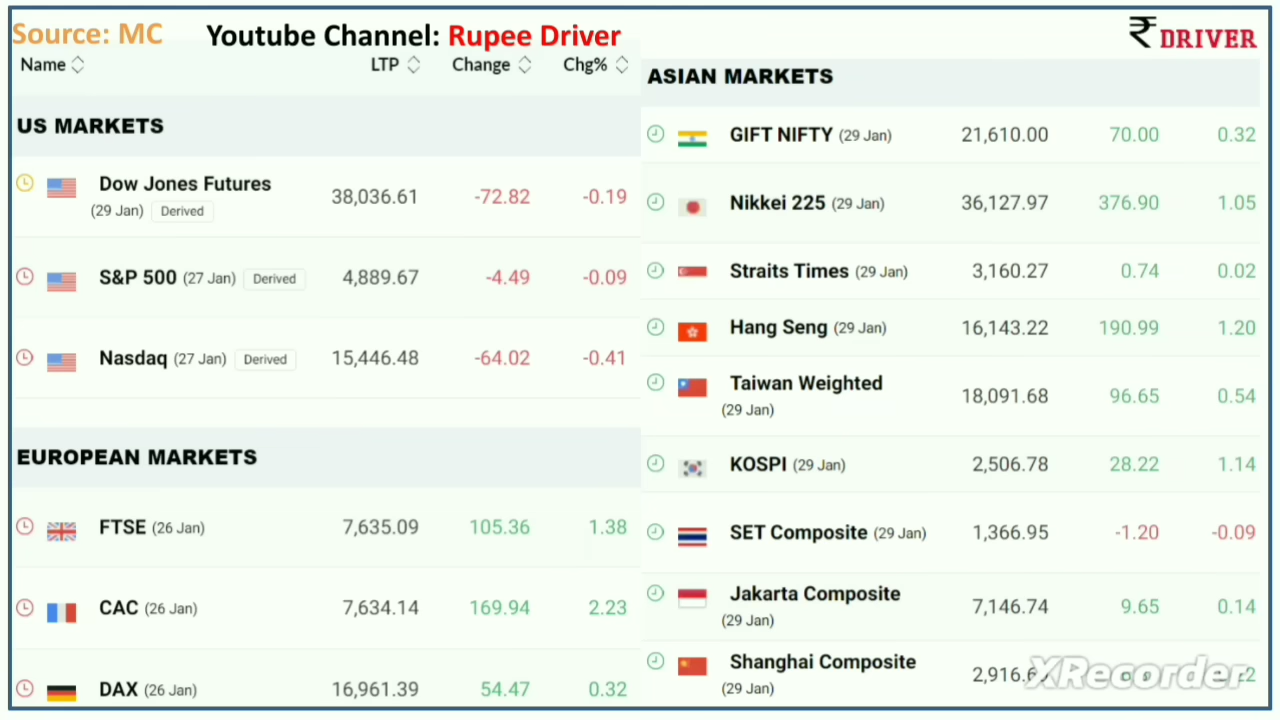 Source: MC Youtube Channel: Rupee Driver
₹ DRIVER
Name LTP Change Chg%
US MARKETS
Dow Jones Futures
(29 Jan) Derived 38,036.61 -72.82 -0.19
S&P 500 (27 Jan) Derived 4,889.67 -4.49 -0.09
Nasdaq (27 Jan) Derived 15,446.48 -64.02 -0.41
EUROPEAN MARKETS
FTSE (26 Jan) 7,635.09 105.36 1.38
CAC (26 Jan) 7,634.14 169.94 2.23
DAX (26 Jan) 16,961.39 54.47 0.32
ASIAN MARKETS
GIFT NIFTY (29 Jan) 21,610.00 70.00 0.32
Nikkei 225 (29 Jan) 36,127.97 376.90 1.05
Straits Times (29 Jan) 3,160.27 0.74 0.02
Hang Seng (29 Jan) 16,143.22 190.99 1.20
Taiwan Weighted
(29 Jan) 18,091.68 96.65 0.54
KOSPI (29 Jan) 2,506.78 28.22 1.14
SET Composite (29 Jan) 1,366.95 -1.20 -0.09
Jakarta Composite
(29 Jan) 7,146.74 9.65 0.14
Shanghai Composite
(29 Jan)
XRecorder